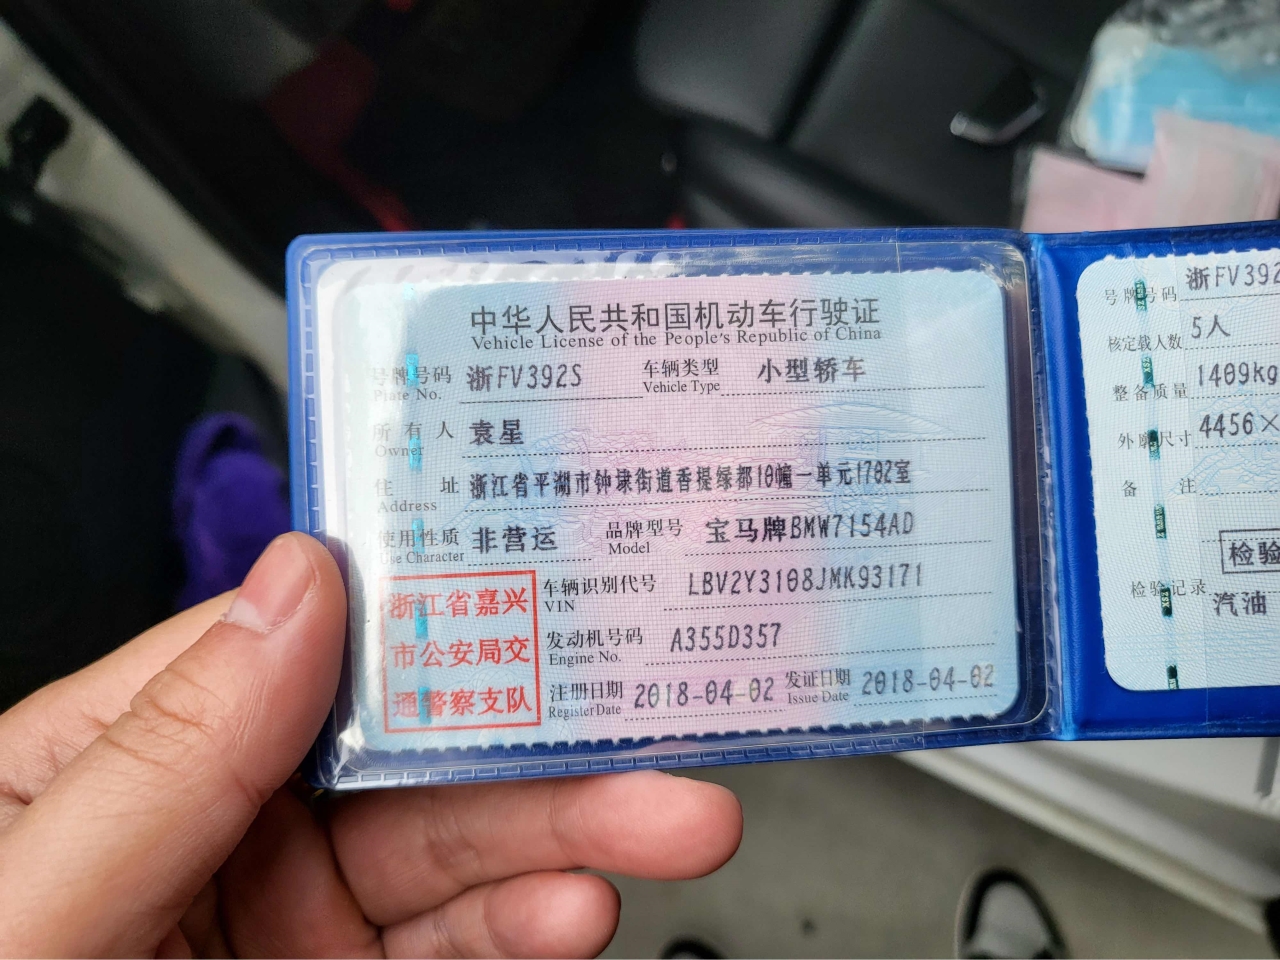 中华人民共和国机动车行驶证
Vehicle License of the People's Republic of China
号牌号码 浙FV392S 车辆类型 小型轿车
Plate No. Vehicle Type
所有人 袁星
Owner
住址 浙江省平湖市钟埭街道香提绿都10幢一单元1702室
Address
使用性质 非营运 品牌型号 宝马牌BMW7154AD
Use Character Model
浙江省嘉兴
市公安局交
通警察支队
车辆识别代号 LBV2Y3108JMK93171
VIN
发动机号码 A355D357
Engine No.
注册日期 2018-04-02 发证日期 2018-04-02
Register Date Issue Date
号牌号码 浙FV392
核定载人数 5人
整备质量 1409kg
外廓尺寸 4456×
备注
检验
检验记录
汽油